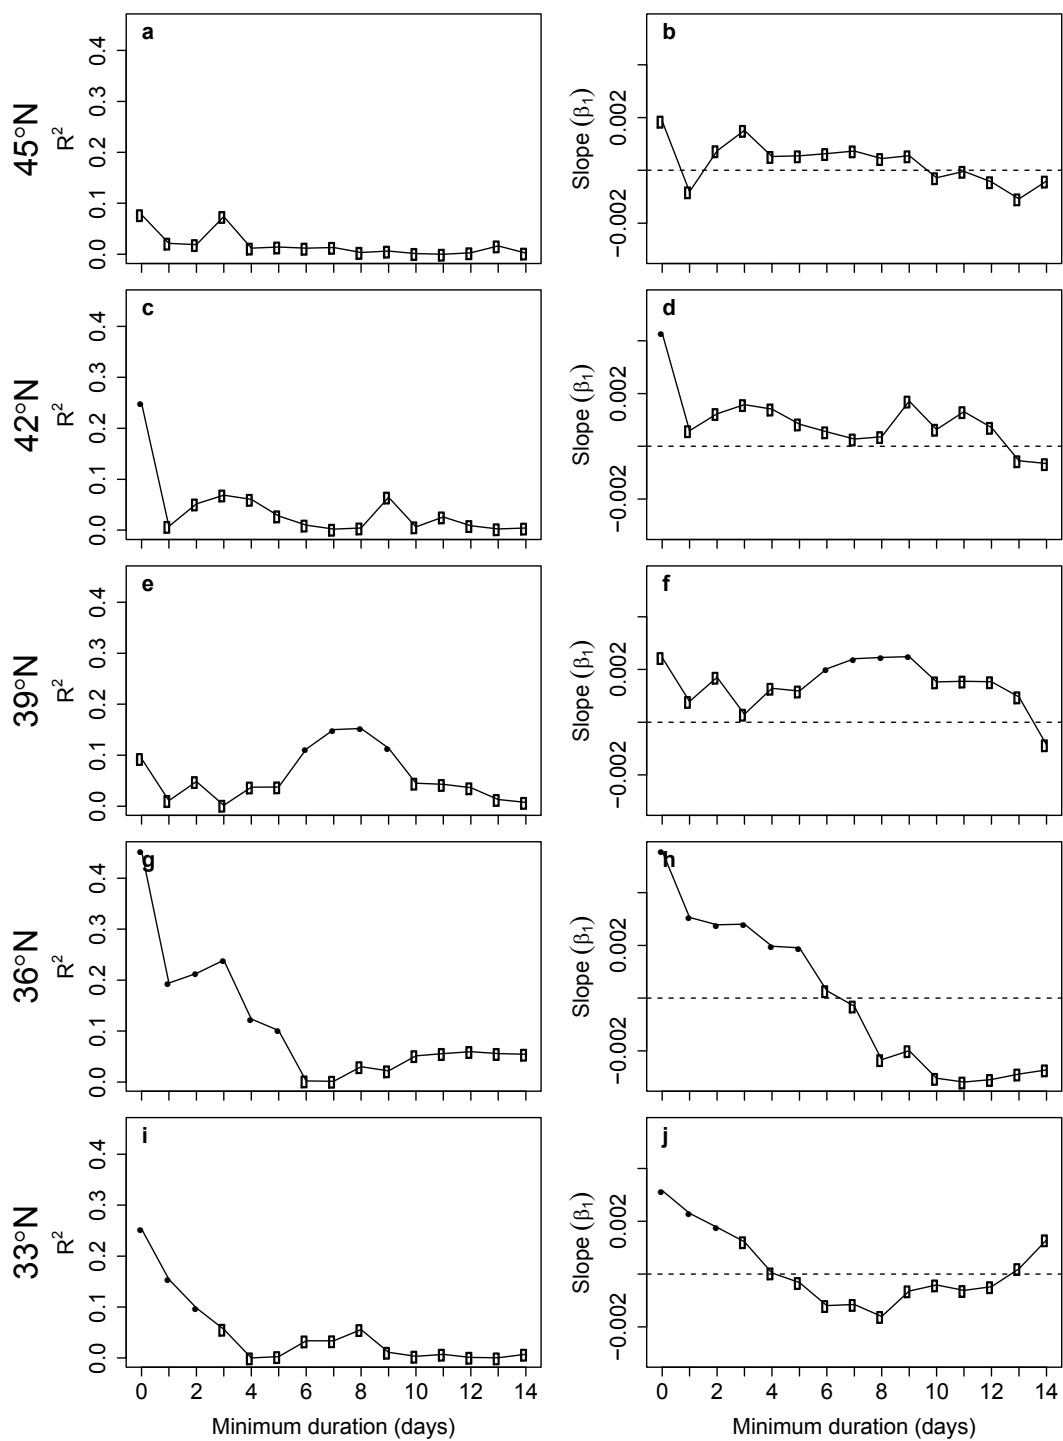 45°N
R²
0.0 0.1 0.2 0.3 0.4
a
Slope (β₁)
−0.002 0.002
b
42°N
R²
0.0 0.1 0.2 0.3 0.4
c
Slope (β₁)
−0.002 0.002
d
39°N
R²
0.0 0.1 0.2 0.3 0.4
e
Slope (β₁)
−0.002 0.002
f
36°N
R²
0.0 0.1 0.2 0.3 0.4
g
Slope (β₁)
−0.002 0.002
h
33°N
R²
0.0 0.1 0.2 0.3 0.4
i
Slope (β₁)
−0.002 0.002
j
0 2 4 6 8 10 12 14
Minimum duration (days)
0 2 4 6 8 10 12 14
Minimum duration (days)